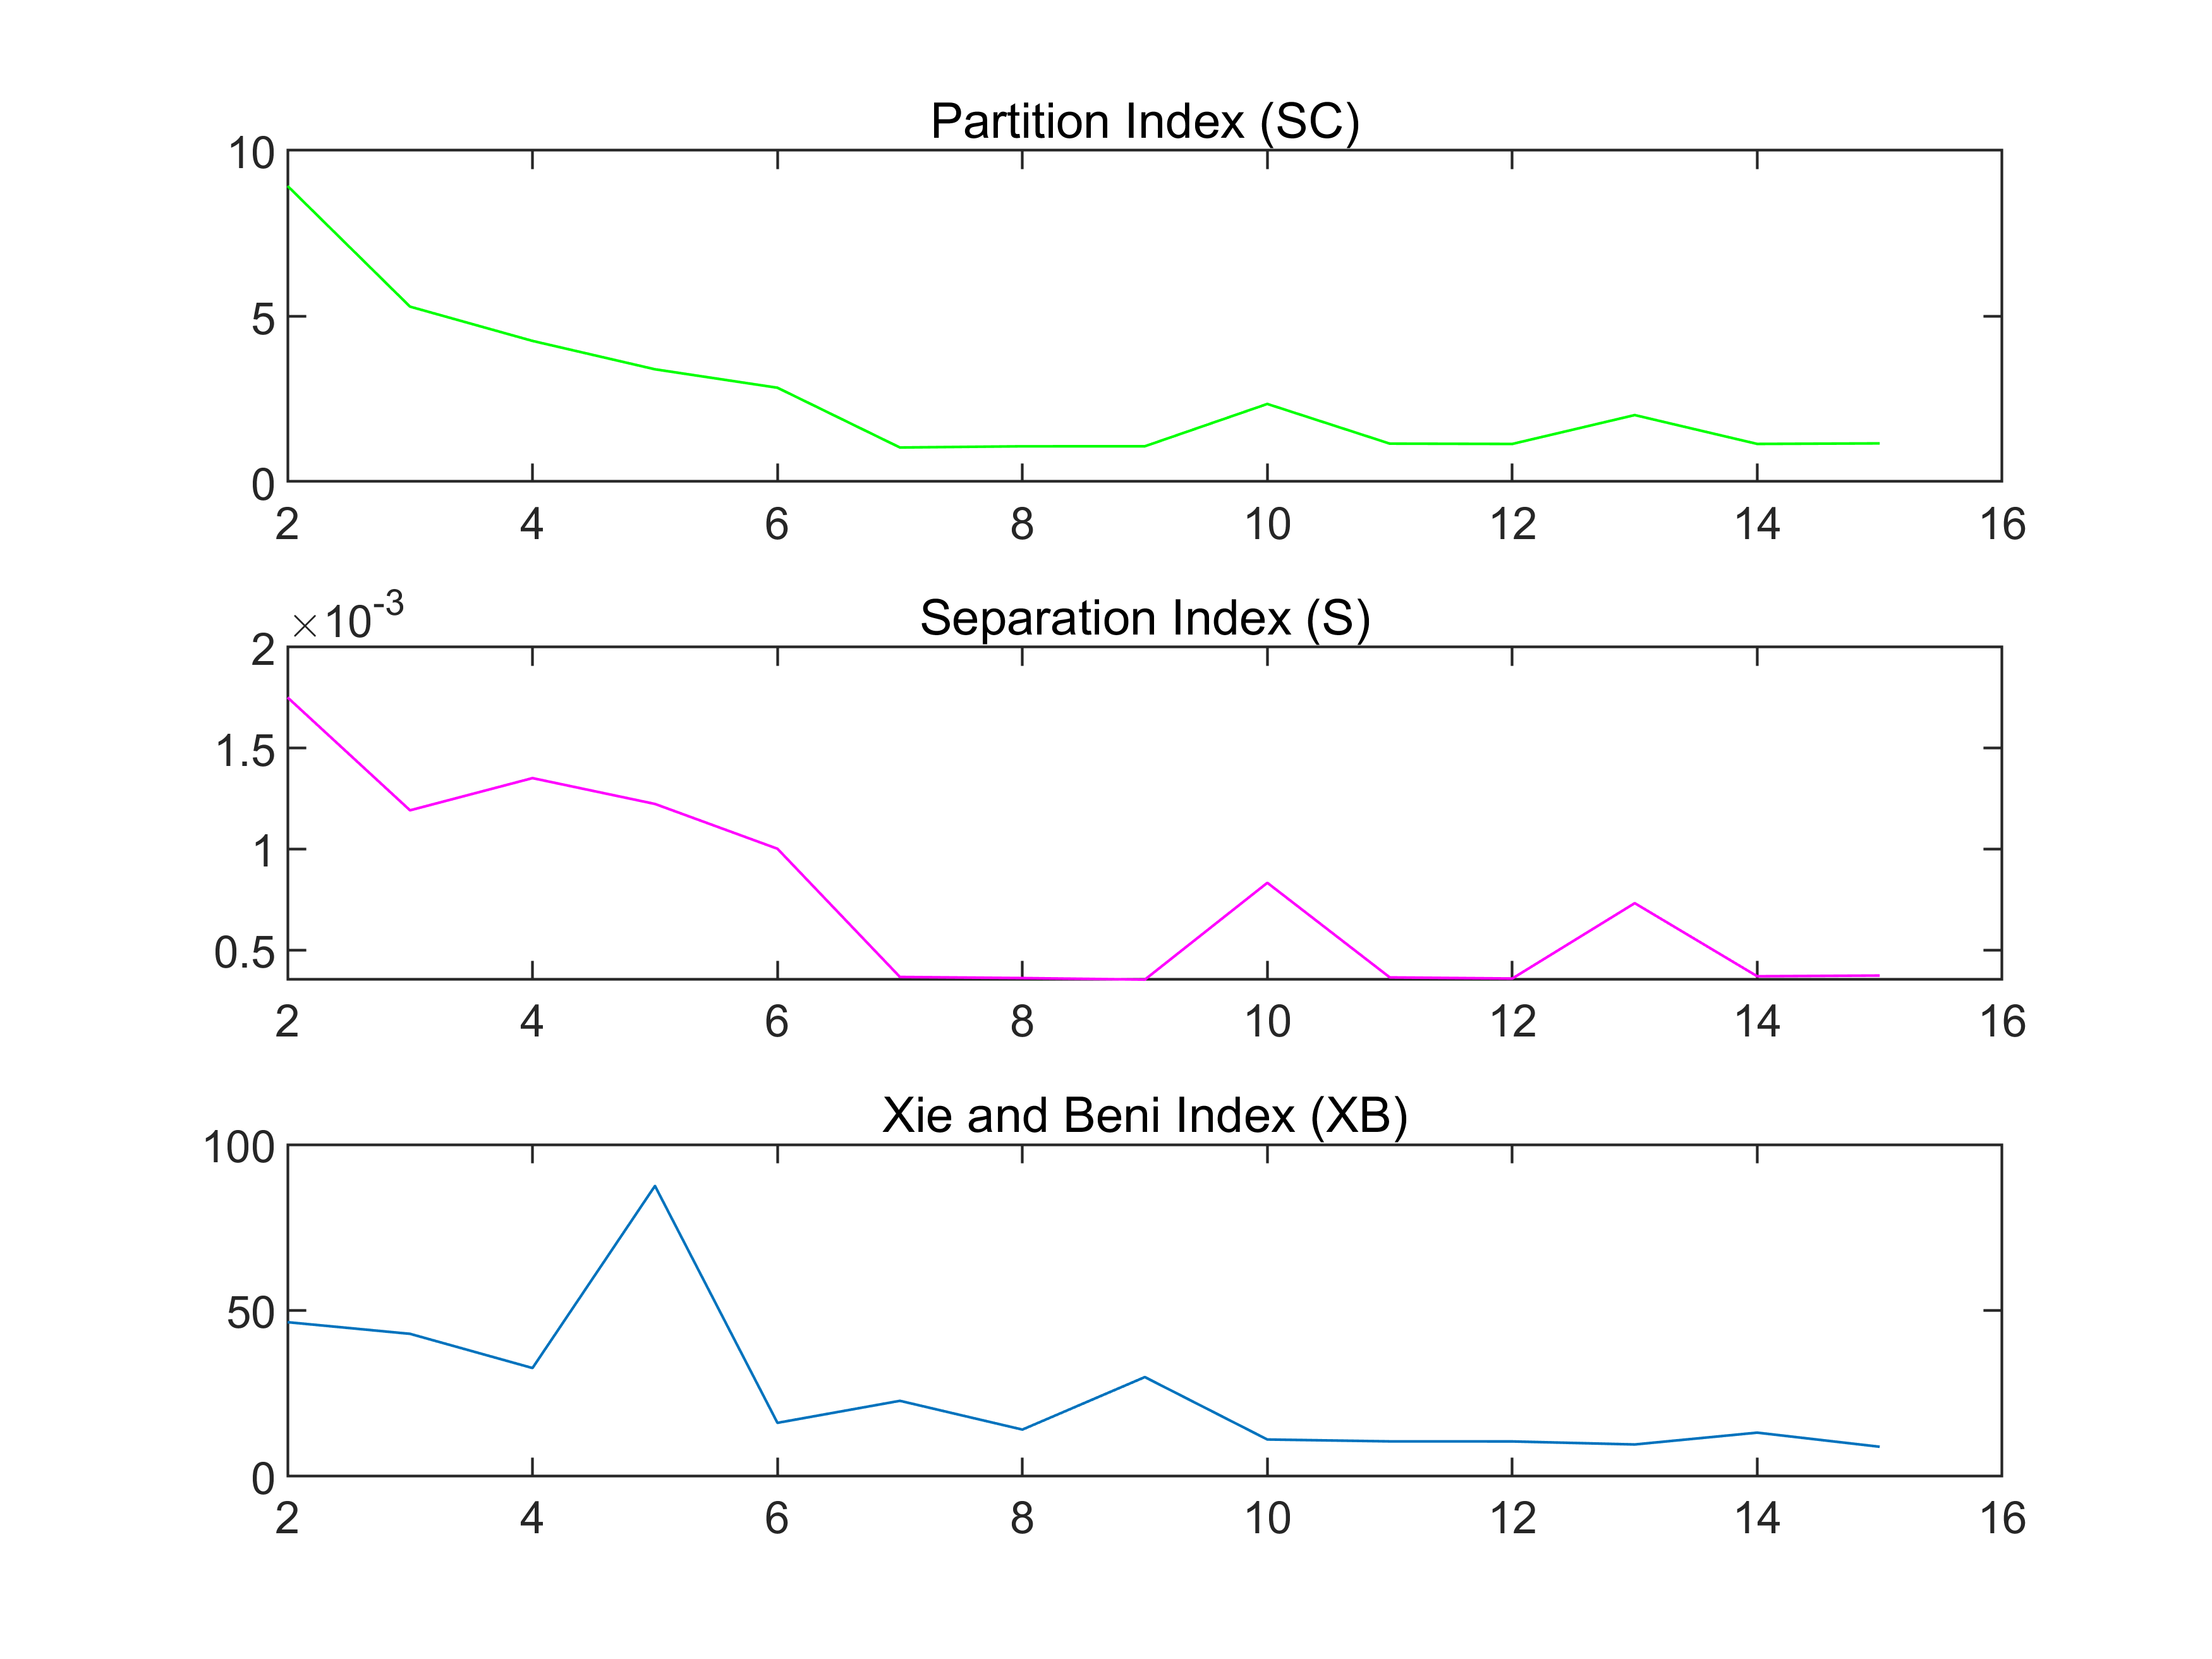 Partition Index (SC)
10
5
0
2 4 6 8 10 12 14 16
×10-3
Separation Index (S)
2
1.5
1
0.5
2 4 6 8 10 12 14 16
Xie and Beni Index (XB)
100
50
0
2 4 6 8 10 12 14 16